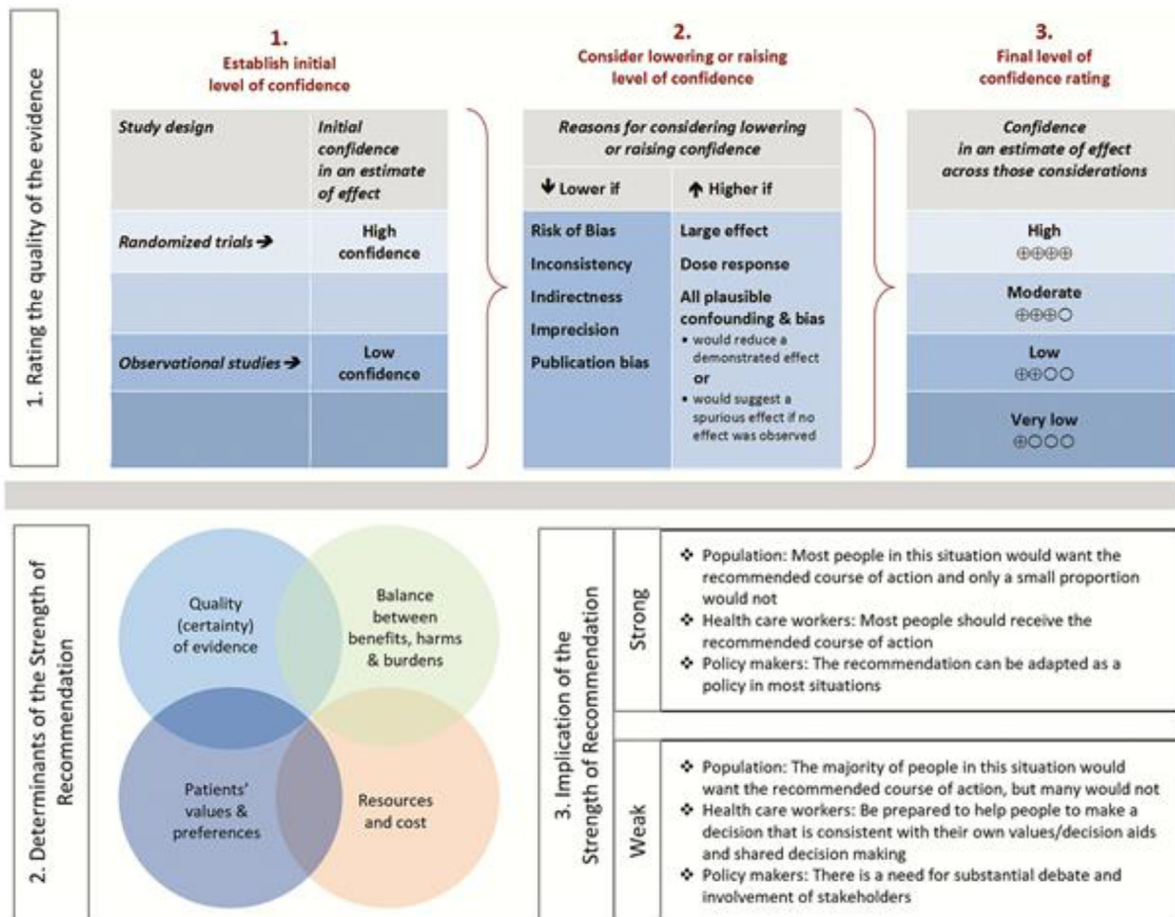 1. Rating the quality of the evidence
1.
Establish initial
level of confidence
Study design
Initial
confidence
in an estimate
of effect
Randomized trials➔
High
confidence
Observational studies➔
Low
confidence
2.
Consider lowering or raising
level of confidence
Reasons for considering lowering
or raising confidence
🡻 Lower if
🡹 Higher if
Risk of Bias
Inconsistency
Indirectness
Imprecision
Publication bias
Large effect
Dose response
All plausible
confounding & bias
• would reduce a
demonstrated effect
or
• would suggest a
spurious effect if no
effect was observed
3.
Final level of
confidence rating
Confidence
in an estimate of effect
across those considerations
High
⊕⊕⊕⊕
Moderate
⊕⊕⊕○
Low
⊕⊕○○
Very low
⊕○○○
2. Determinants of the Strength of
Recommendation
Quality
(certainty)
of evidence
Balance
between
benefits, harms
& burdens
Patients'
values &
preferences
Resources
and cost
3. Implication of the
Strength of Recommendation
Strong
❖ Population: Most people in this situation would want the
recommended course of action and only a small proportion
would not
❖ Health care workers: Most people should receive the
recommended course of action
❖ Policy makers: The recommendation can be adapted as a
policy in most situations
Weak
❖ Population: The majority of people in this situation would
want the recommended course of action, but many would not
❖ Health care workers: Be prepared to help people to make a
decision that is consistent with their own values/decision aids
and shared decision making
❖ Policy makers: There is a need for substantial debate and
involvement of stakeholders